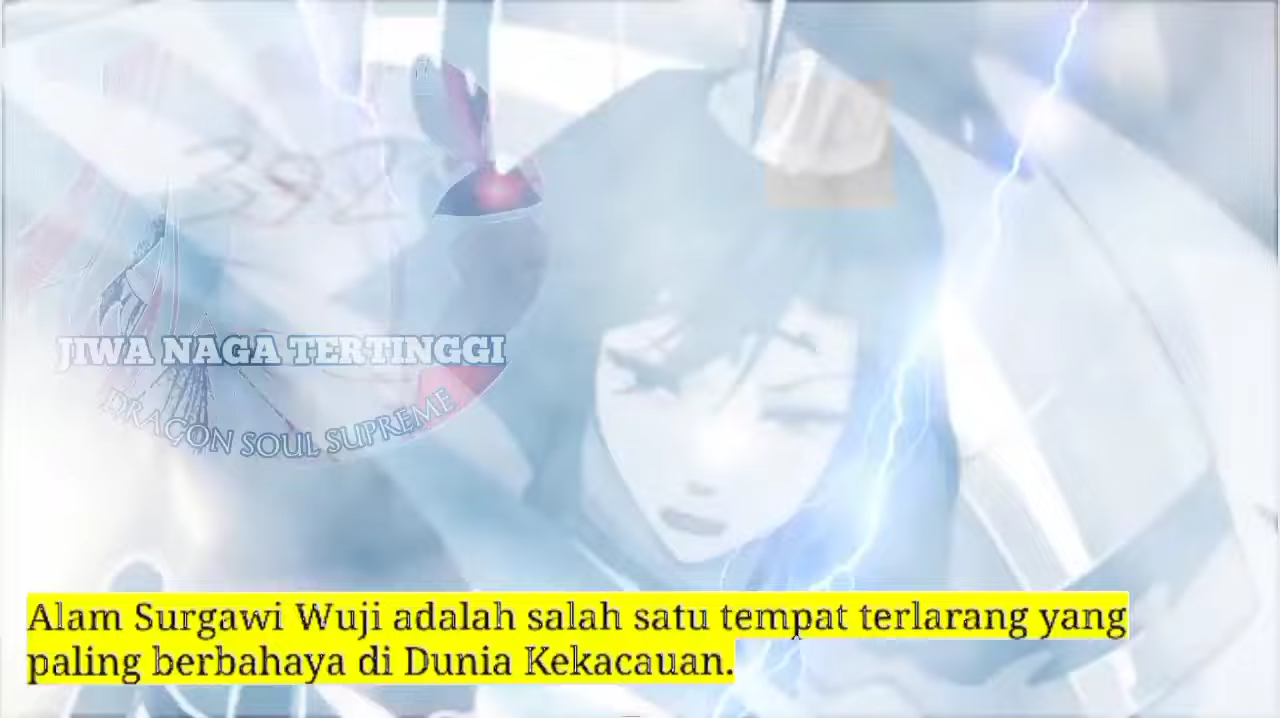 392
JIWA NAGA TERTINGGI
DRAGON SOUL SUPREME
Alam Surgawi Wuji adalah salah satu tempat terlarang yang
paling berbahaya di Dunia Kekacauan.